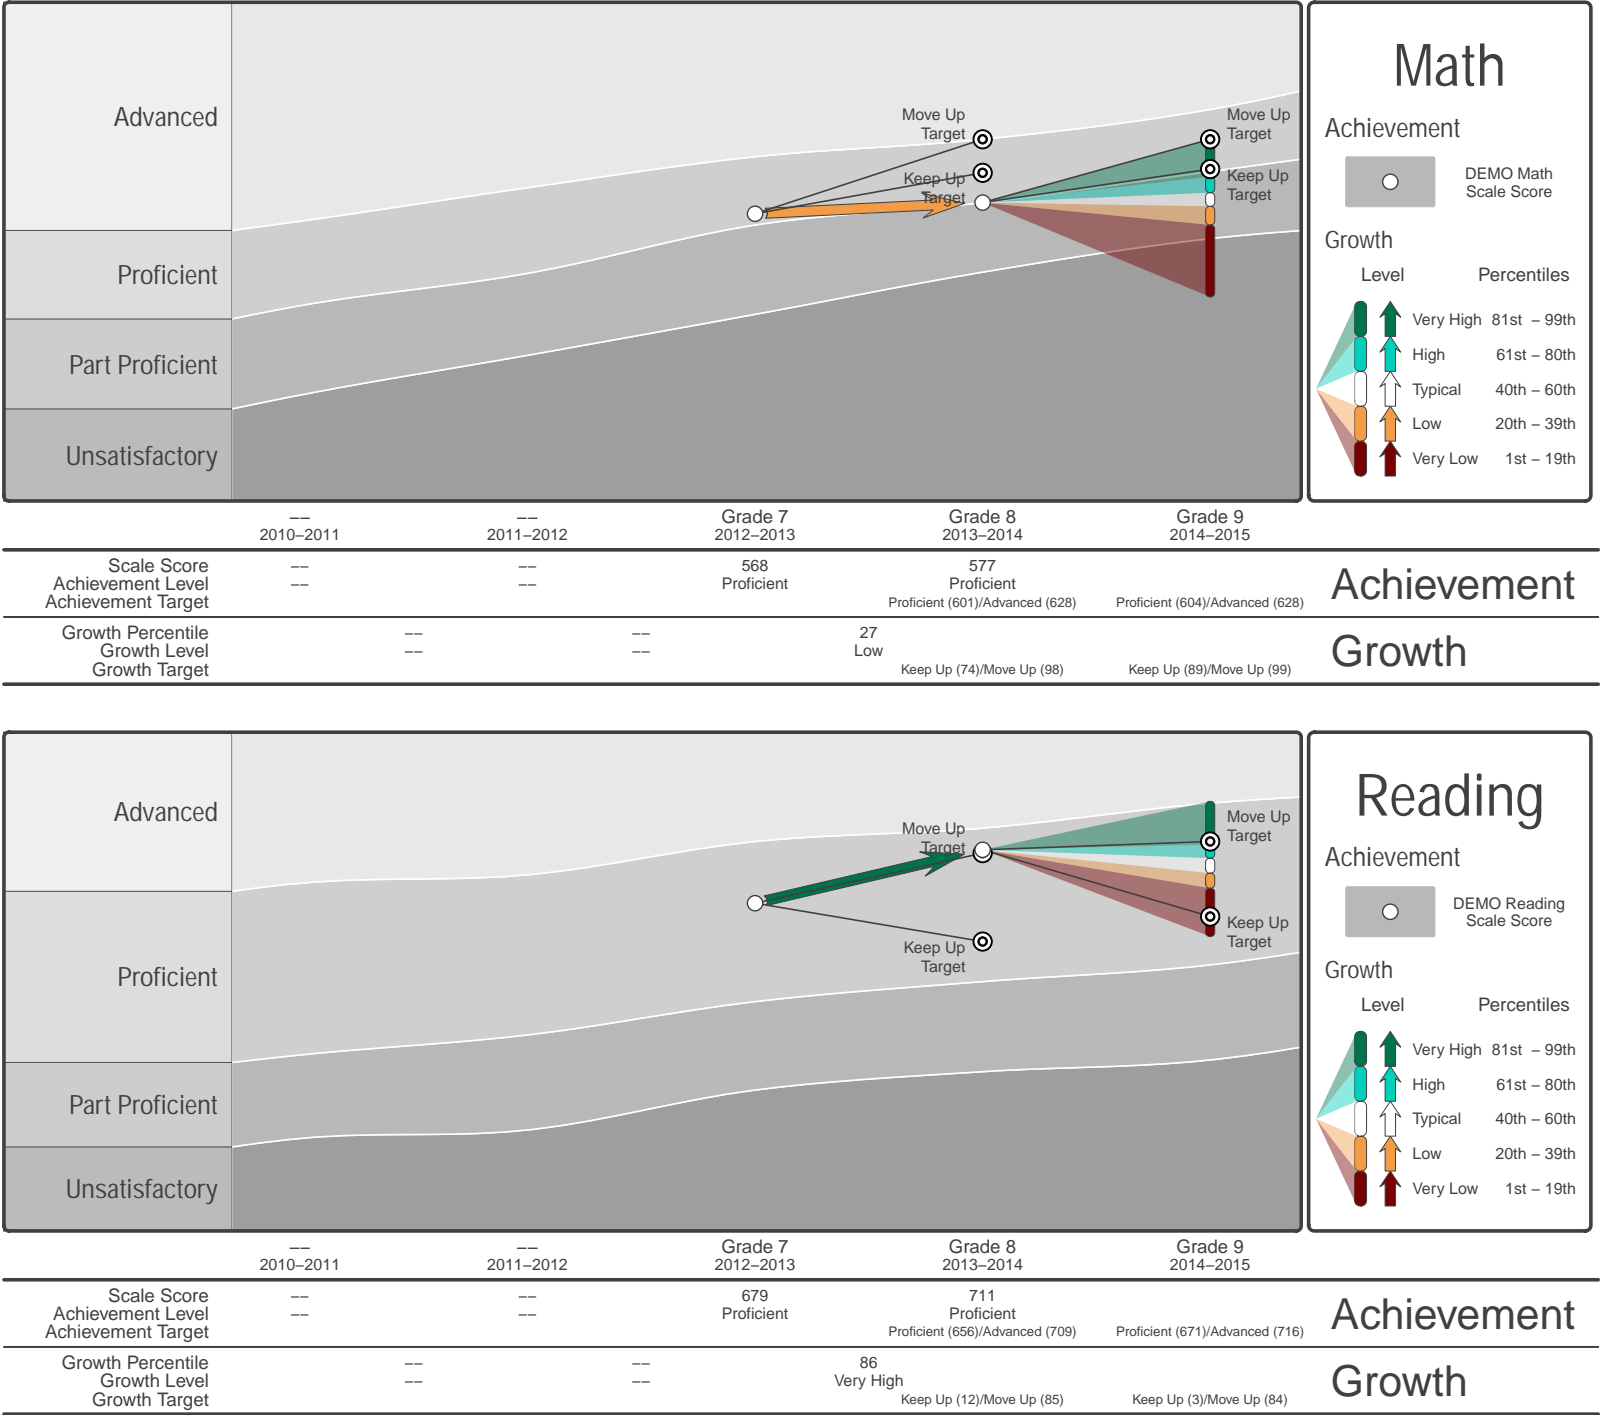 Advanced
Proficient
Part Proficient
Unsatisfactory
Move Up
Target
Keep Up
Target
Move Up
Target
Keep Up
Target
Math
Achievement
DEMO Math
Scale Score
Growth
Level Percentiles
Very High 81st – 99th
High 61st – 80th
Typical 40th – 60th
Low 20th – 39th
Very Low 1st – 19th
–– –– Grade 7 Grade 8 Grade 9
2010–2011 2011–2012 2012–2013 2013–2014 2014–2015
Scale Score –– –– 568 577
Achievement Level –– –– Proficient Proficient
Achievement Target Proficient (601)/Advanced (628) Proficient (604)/Advanced (628)
Achievement
Growth Percentile –– –– 27
Growth Level –– –– Low
Growth Target Keep Up (74)/Move Up (98) Keep Up (89)/Move Up (99)
Growth
Advanced
Proficient
Part Proficient
Unsatisfactory
Move Up
Target
Keep Up
Target
Move Up
Target
Keep Up
Target
Reading
Achievement
DEMO Reading
Scale Score
Growth
Level Percentiles
Very High 81st – 99th
High 61st – 80th
Typical 40th – 60th
Low 20th – 39th
Very Low 1st – 19th
–– –– Grade 7 Grade 8 Grade 9
2010–2011 2011–2012 2012–2013 2013–2014 2014–2015
Scale Score –– –– 679 711
Achievement Level –– –– Proficient Proficient
Achievement Target Proficient (656)/Advanced (709) Proficient (671)/Advanced (716)
Achievement
Growth Percentile –– –– 86
Growth Level –– –– Very High
Growth Target Keep Up (12)/Move Up (85) Keep Up (3)/Move Up (84)
Growth